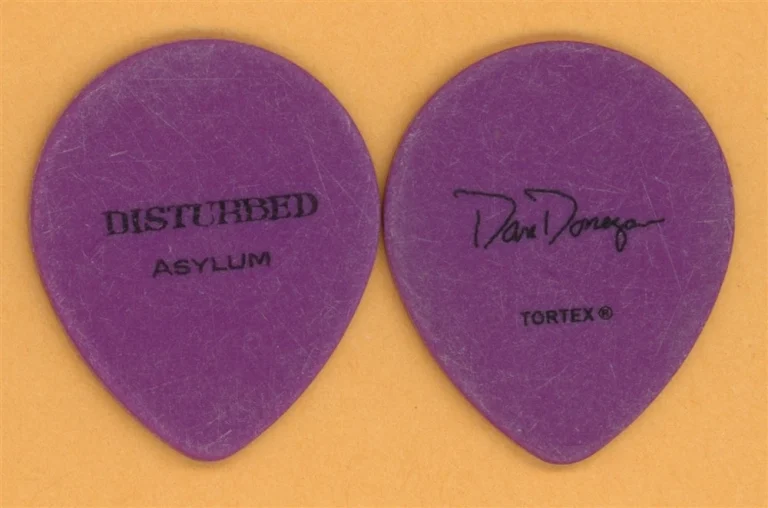 DISTURBED
ASYLUM
Dan Donegan
TORTEX®